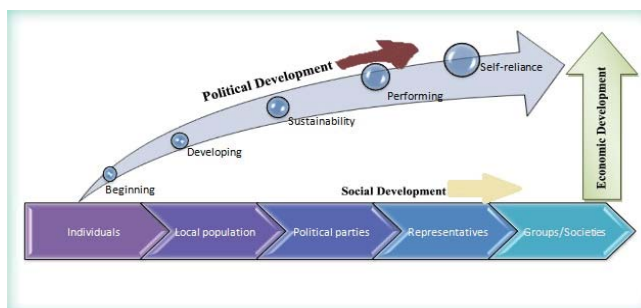 Political Development
Self-reliance
Performing
Sustainability
Developing
Beginning
Economic Development
Social Development
Individuals
Local population
Political parties
Representatives
Groups/Societies